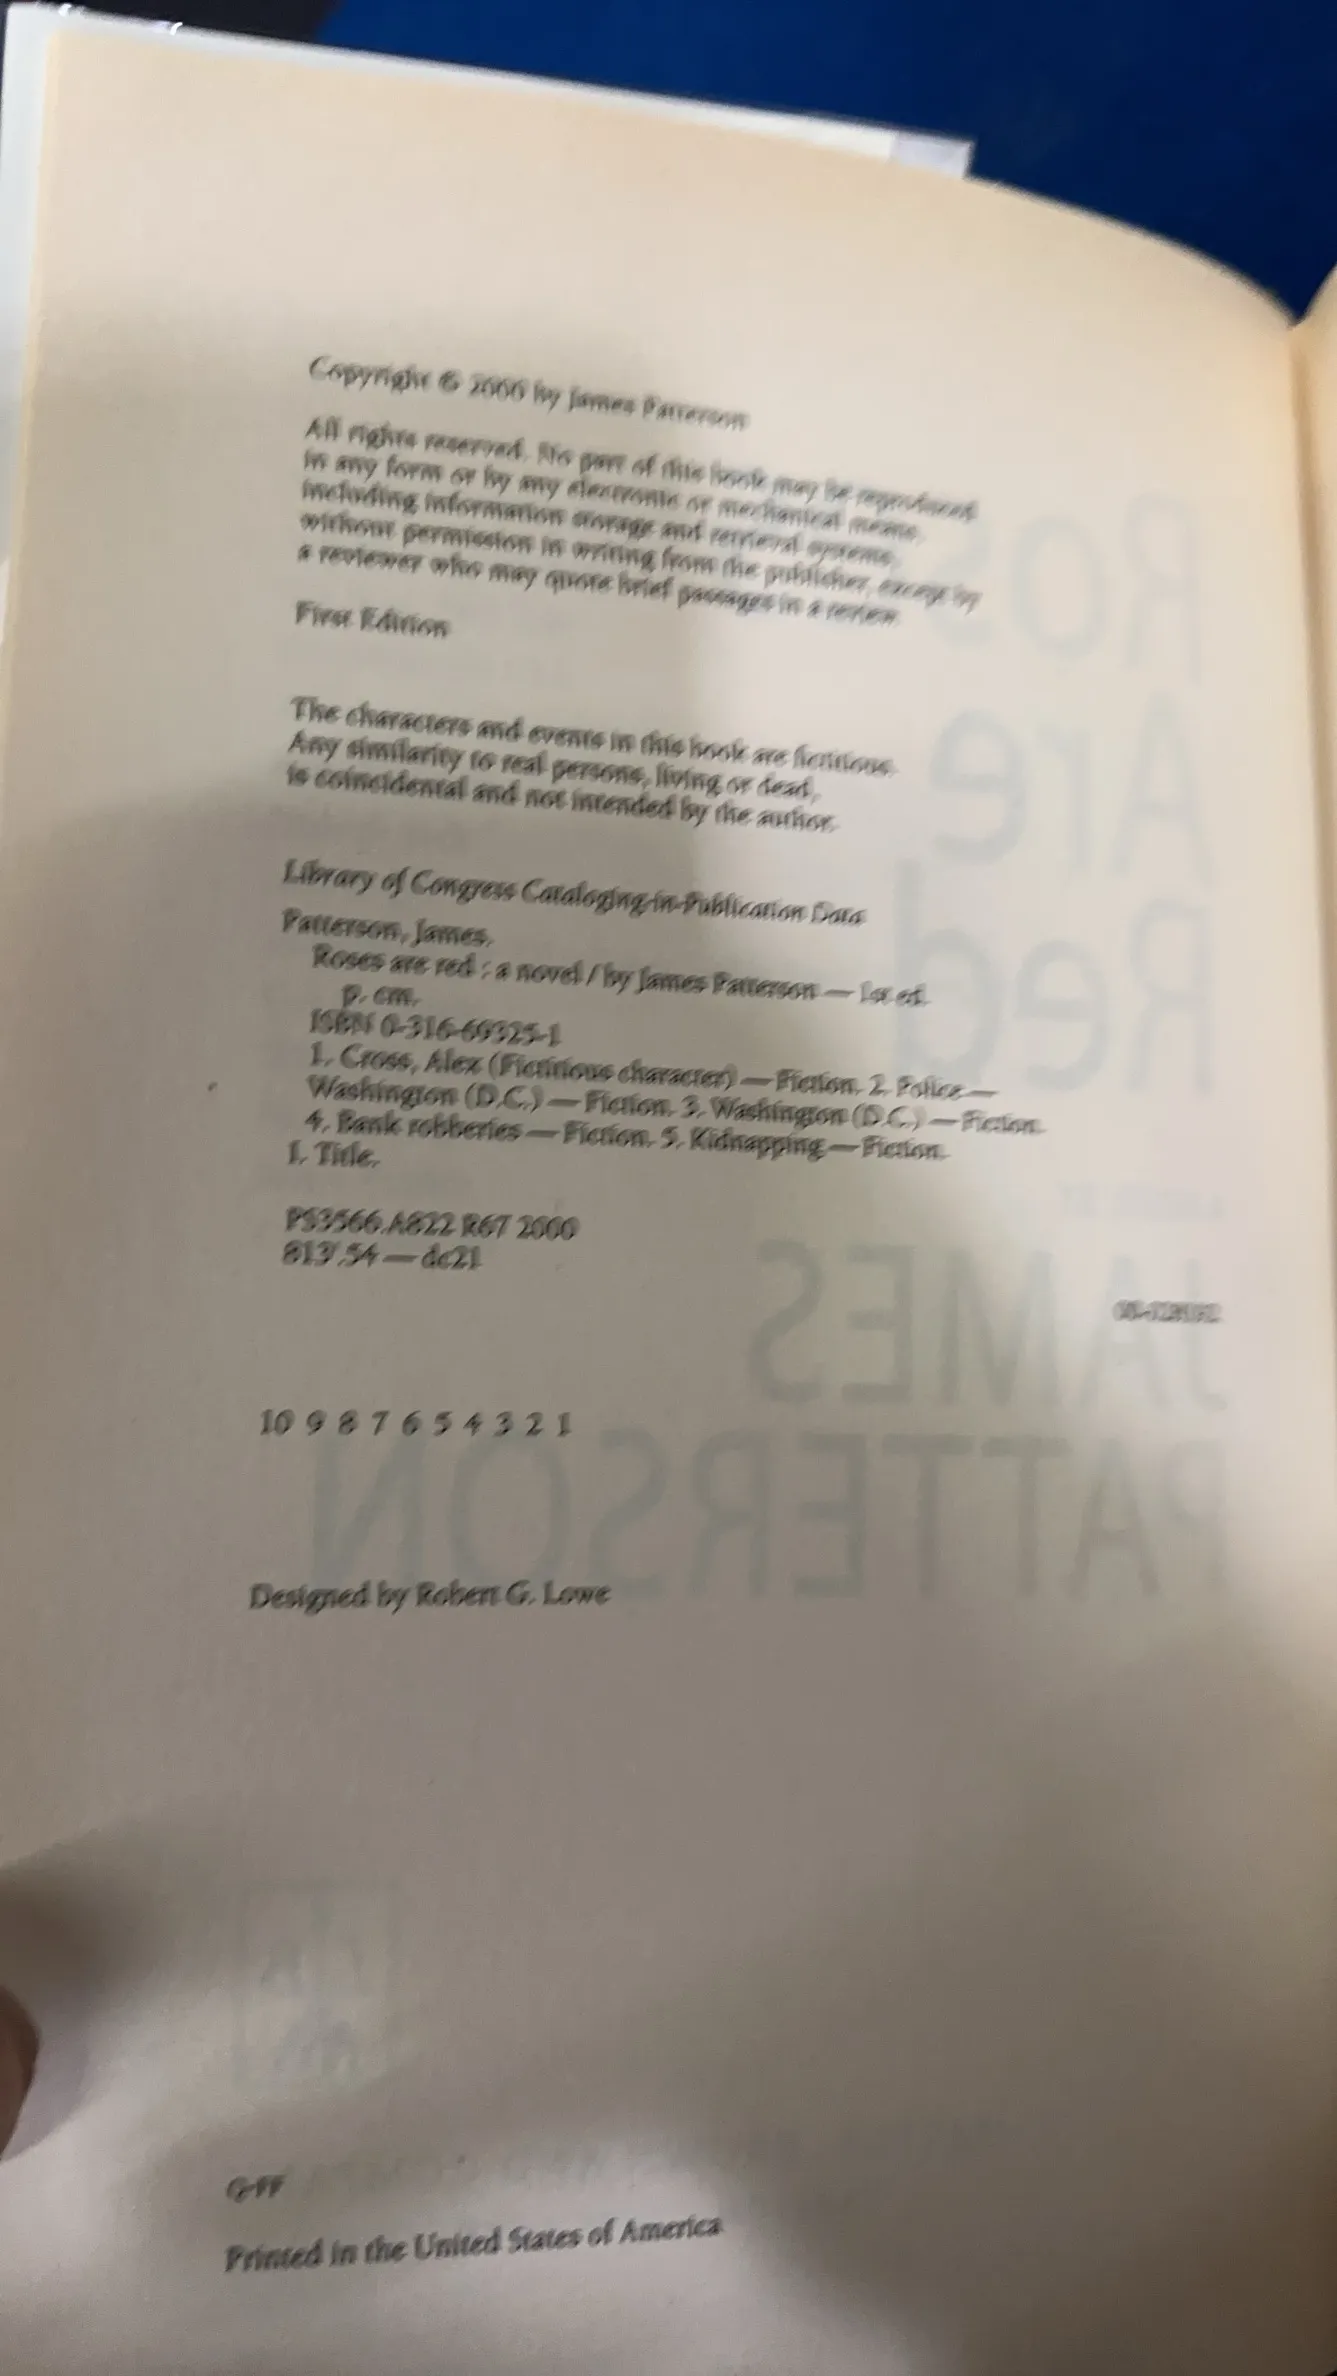 Copyright © 2000 by James Patterson
All rights reserved. No part of this book may be reproduced
in any form or by any electronic or mechanical means,
including information storage and retrieval systems,
without permission in writing from the publisher, except by
a reviewer who may quote brief passages in a review.
First Edition
The characters and events in this book are fictitious.
Any similarity to real persons, living or dead,
is coincidental and not intended by the author.
Library of Congress Cataloging-in-Publication Data
Patterson, James.
Roses are red : a novel / by James Patterson — 1st ed.
p. cm.
ISBN 0-316-69325-1
1. Cross, Alex (Fictitious character) — Fiction. 2. Police —
Washington (D.C.) — Fiction. 3. Washington (D.C.) — Fiction.
4. Bank robberies — Fiction. 5. Kidnapping — Fiction.
I. Title.
PS3566.A822 R67 2000
813'.54 — dc21
10 9 8 7 6 5 4 3 2 1
Designed by Robert G. Lowe
Q-FF
Printed in the United States of America